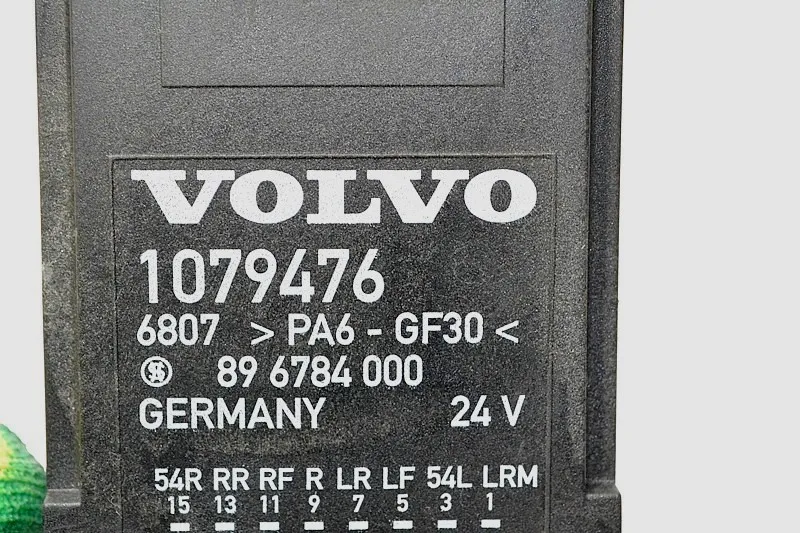 VOLVO
1079476
6807 > PA6 - GF30 <
89 6784 000
GERMANY 24 V
54R RR RF R LR LF 54L LRM
15 13 11 9 7 5 3 1